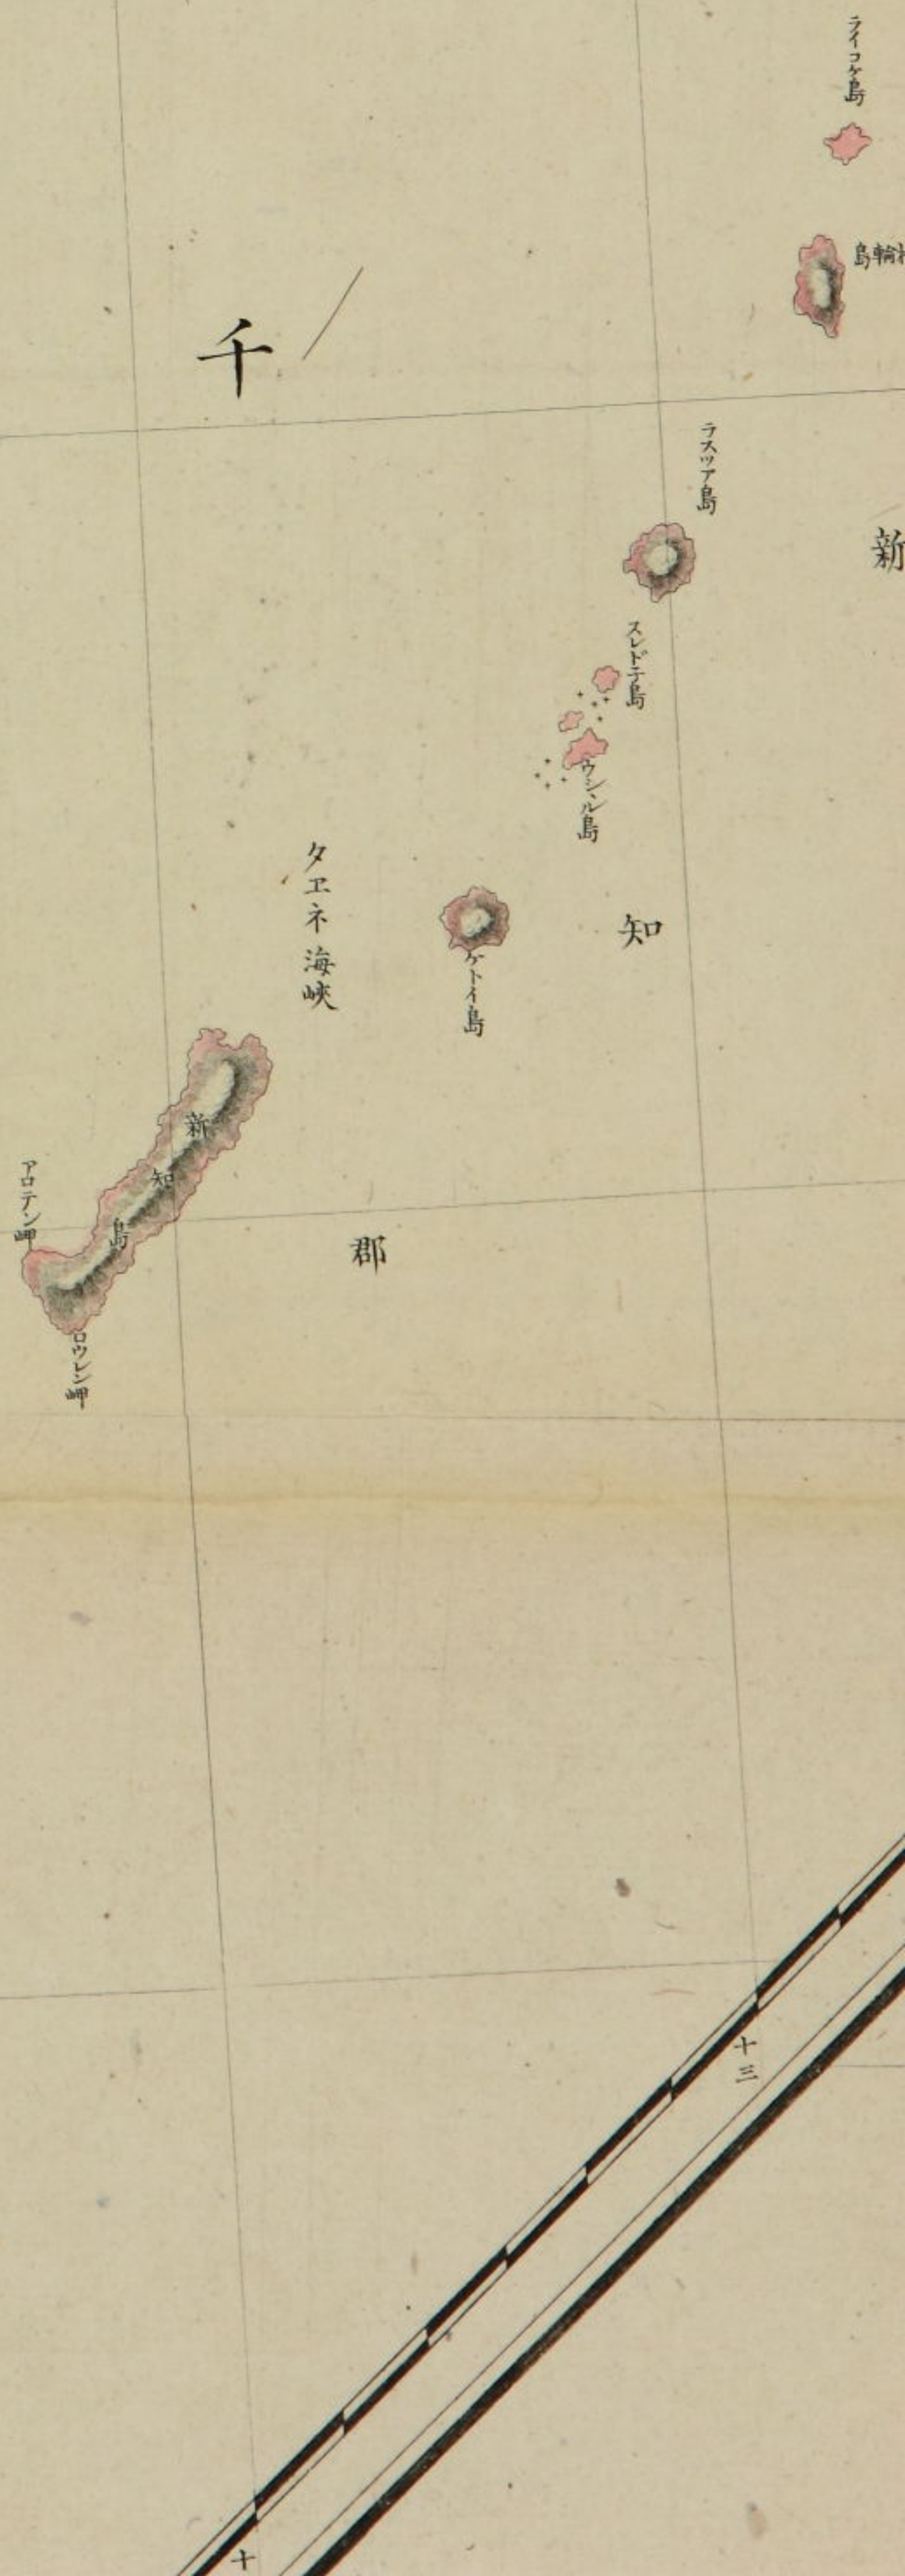 ライコケ島
島輪
千
ラスツア島
新
スレドテ島
ウシヽル島
タヱネ海峽
知
ケトイ島
新知島
アロテン岬
郡
ロウレン岬
十三
十